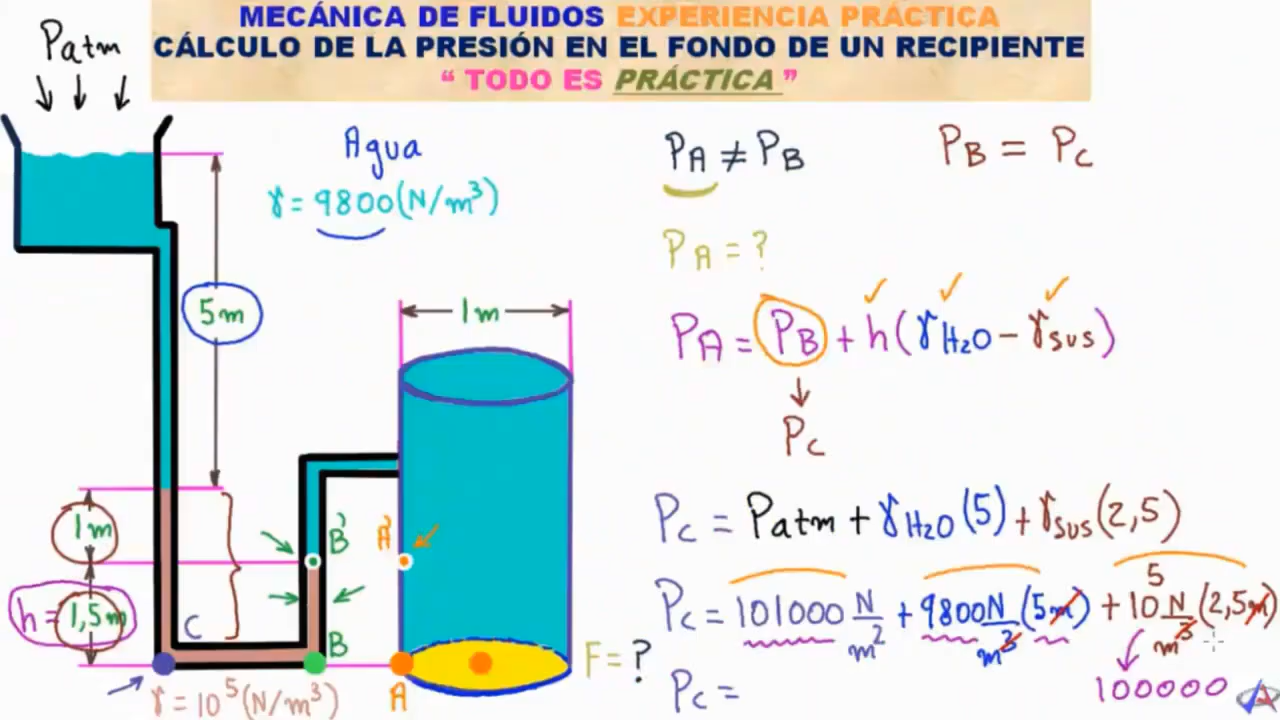 MECÁNICA DE FLUIDOS EXPERIENCIA PRÁCTICA
CÁLCULO DE LA PRESIÓN EN EL FONDO DE UN RECIPIENTE
“ TODO ES PRÁCTICA ”
Patm
Agua
γ = 9800 (N/m³)
5m
1m
1m
h = 1,5m
C
B'
A'
B
A
F = ?
γ = 10⁵ (N/m³)
PA ≠ PB
PB = PC
PA = ?
PA = PB + h (γH₂O - γsus)
PC
PC = Patm + γH₂O (5) + γsus (2,5)
PC = 101000 N/m² + 9800 N/m³ (5m) + 10⁵ N/m³ (2,5m)
100000
PC =